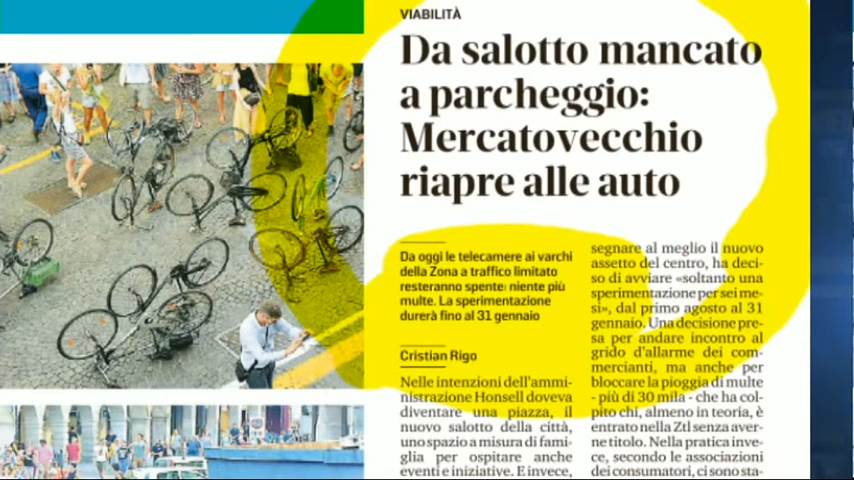 VIABILITÀ
Da salotto mancato
a parcheggio:
Mercatovecchio
riapre alle auto
Da oggi le telecamere ai varchi
della Zona a traffico limitato
resteranno spente: niente più
multe. La sperimentazione
durerà fino al 31 gennaio
Cristian Rigo
Nelle intenzioni dell'ammi-
nistrazione Honsell doveva
diventare una piazza, il
nuovo salotto della città,
uno spazio a misura di fami-
glia per ospitare anche
eventi e iniziative. E invece,
segnare al meglio il nuovo
assetto del centro, ha deci-
so di avviare «soltanto una
sperimentazione per sei me-
si», dal primo agosto al 31
gennaio. Una decisione pre-
sa per andare incontro al
grido d'allarme dei com-
mercianti, ma anche per
bloccare la pioggia di multe
- più di 30 mila - che ha col-
pito chi, almeno in teoria, è
entrato nella Ztl senza aver-
ne titolo. Nella pratica inve-
ce, secondo le associazioni
dei consumatori, ci sono sta-